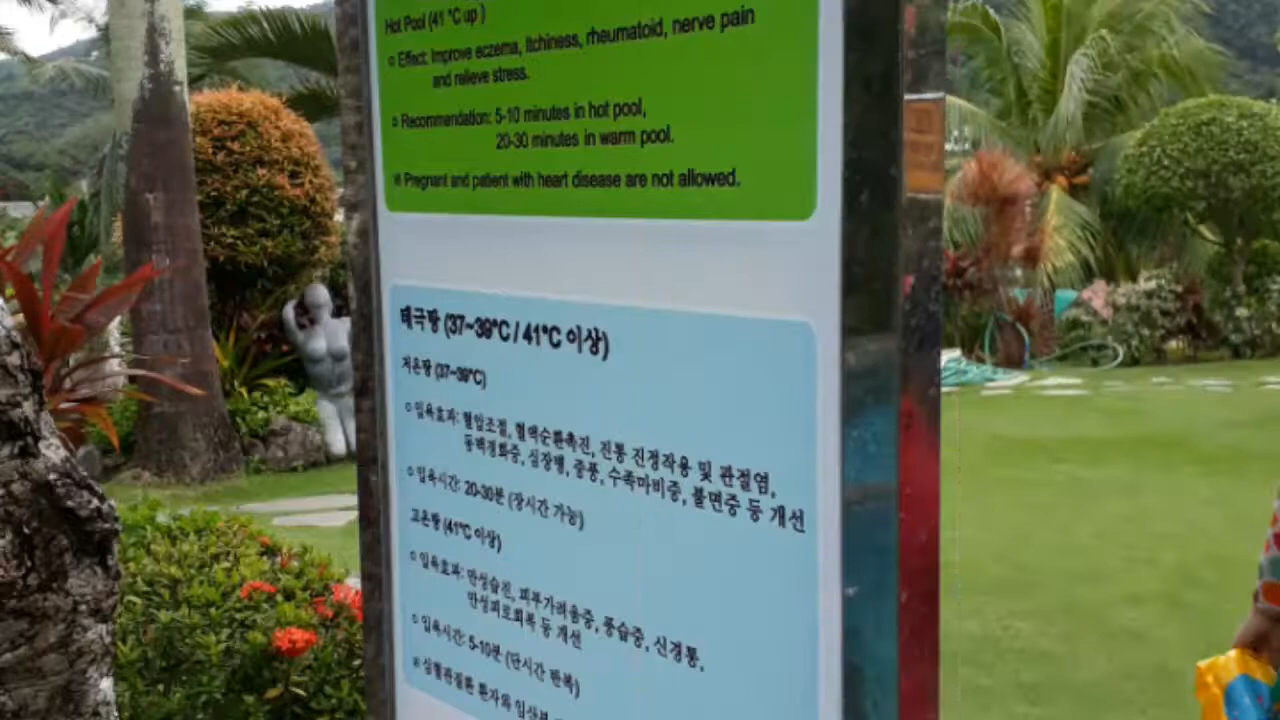 Hot Pool (41 °C up )
o Effect: Improve eczema, itchiness, rheumatoid, nerve pain
and relieve stress.
o Recommendation: 5-10 minutes in hot pool,
20-30 minutes in warm pool.
※ Pregnant and patient with heart disease are not allowed.
태극탕 (37~39°C / 41°C 이상)
저온탕 (37~39°C)
o 입욕효과: 혈압조절, 혈액순환촉진, 진통 진정작용 및 관절염,
동맥경화증, 심장병, 중풍, 수족마비증, 불면증 등 개선
o 입욕시간: 20-30분 (장시간 가능)
고온탕 (41°C 이상)
o 입욕효과: 만성습진, 피부가려움증, 풍습증, 신경통,
만성피로회복 등 개선
o 입욕시간: 5-10분 (단시간 반복)
※ 심혈관질환 환자와 임산부